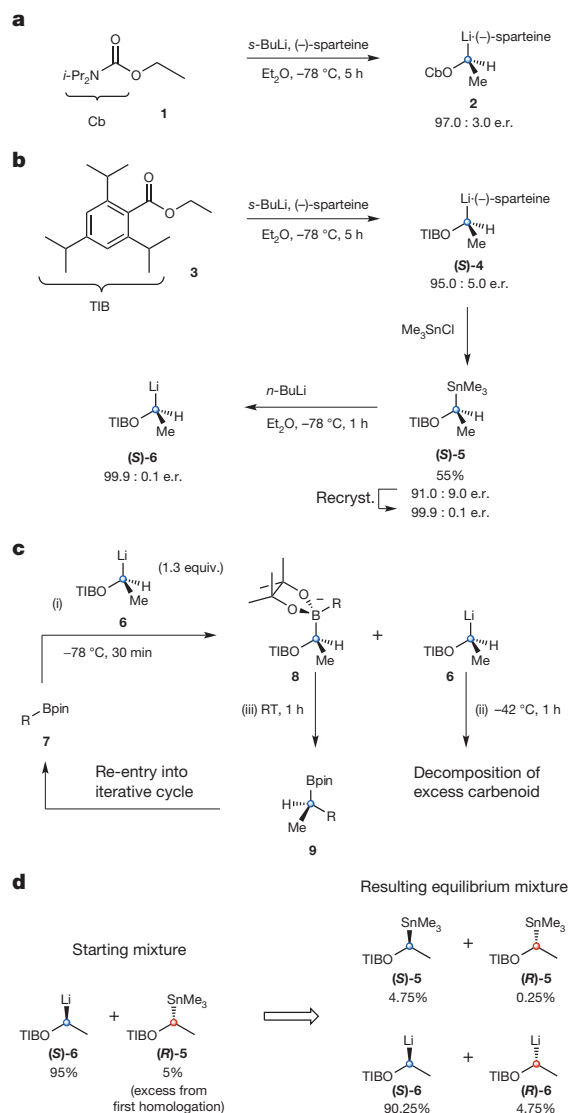 a
O
i-Pr2N
O
Cb
1
s-BuLi, (–)-sparteine
Et2O, –78 °C, 5 h
Li·(–)-sparteine
CbO
H
Me
2
97.0 : 3.0 e.r.
b
O
O
TIB
3
s-BuLi, (–)-sparteine
Et2O, –78 °C, 5 h
Li·(–)-sparteine
TIBO
H
Me
(S)-4
95.0 : 5.0 e.r.
Me3SnCl
Li
TIBO
H
Me
(S)-6
99.9 : 0.1 e.r.
n-BuLi
Et2O, –78 °C, 1 h
SnMe3
TIBO
H
Me
(S)-5
55%
91.0 : 9.0 e.r.
Recryst.
99.9 : 0.1 e.r.
c
(i)
Li
(1.3 equiv.)
TIBO
H
Me
6
–78 °C, 30 min
R
Bpin
7
O
O
B
–
R
TIBO
H
Me
8
+
Li
TIBO
H
Me
6
(iii) RT, 1 h
(ii) –42 °C, 1 h
Re-entry into
iterative cycle
Bpin
H
R
Me
9
Decomposition of
excess carbenoid
d
Resulting equilibrium mixture
Starting mixture
Li
TIBO
(S)-6
95%
+
SnMe3
TIBO
(R)-5
5%
(excess from
first homologation)
SnMe3
TIBO
(S)-5
4.75%
+
SnMe3
TIBO
(R)-5
0.25%
Li
TIBO
(S)-6
90.25%
+
Li
TIBO
(R)-6
4.75%